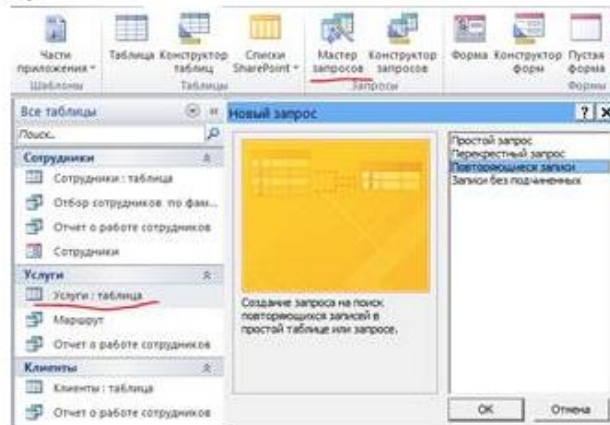 Части приложения
Таблица
Конструктор таблиц
Списки SharePoint
Мастер запросов
Конструктор запросов
Форма
Конструктор форм
Пустая форма
Шаблоны
Таблицы
Запросы
Формы
Все таблицы
Поиск...
Сотрудники
Сотрудники : таблица
Отбор сотрудников по фам...
Отчет о работе сотрудников
Сотрудники
Услуги
Услуги : таблица
Маршрут
Отчет о работе сотрудников
Клиенты
Клиенты : таблица
Отчет о работе сотрудников
Новый запрос
? X
Простой запрос
Перекрестный запрос
Повторяющиеся записи
Записи без подчиненных
Создание запроса на поиск
повторяющихся записей в
простой таблице или запросе.
ОК
Отмена